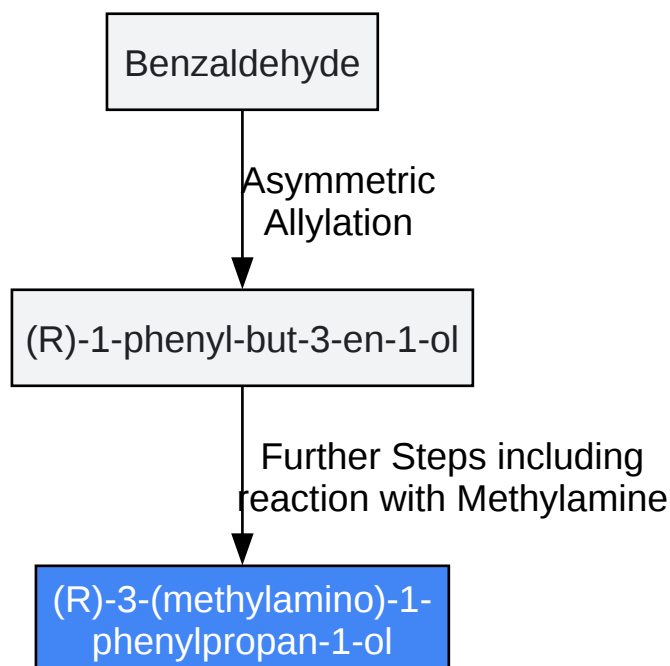 Benzaldehyde
Asymmetric
Allylation
(R)-1-phenyl-but-3-en-1-ol
Further Steps including
reaction with Methylamine
(R)-3-(methylamino)-1-
phenylpropan-1-ol